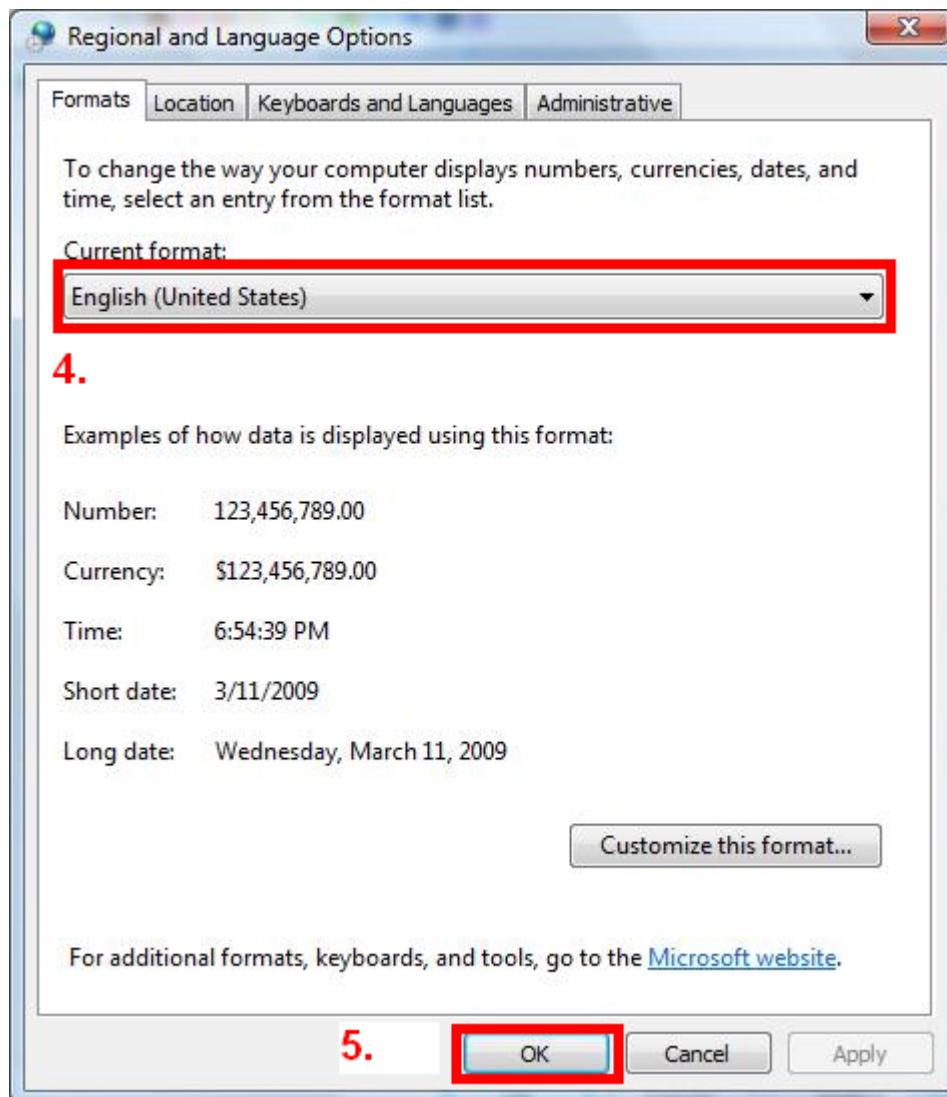 Regional and Language Options
Formats Location Keyboards and Languages Administrative
To change the way your computer displays numbers, currencies, dates, and
time, select an entry from the format list.
Current format:
English (United States)
4.
Examples of how data is displayed using this format:
Number: 123,456,789.00
Currency: $123,456,789.00
Time: 6:54:39 PM
Short date: 3/11/2009
Long date: Wednesday, March 11, 2009
Customize this format...
For additional formats, keyboards, and tools, go to the Microsoft website.
5. OK Cancel Apply